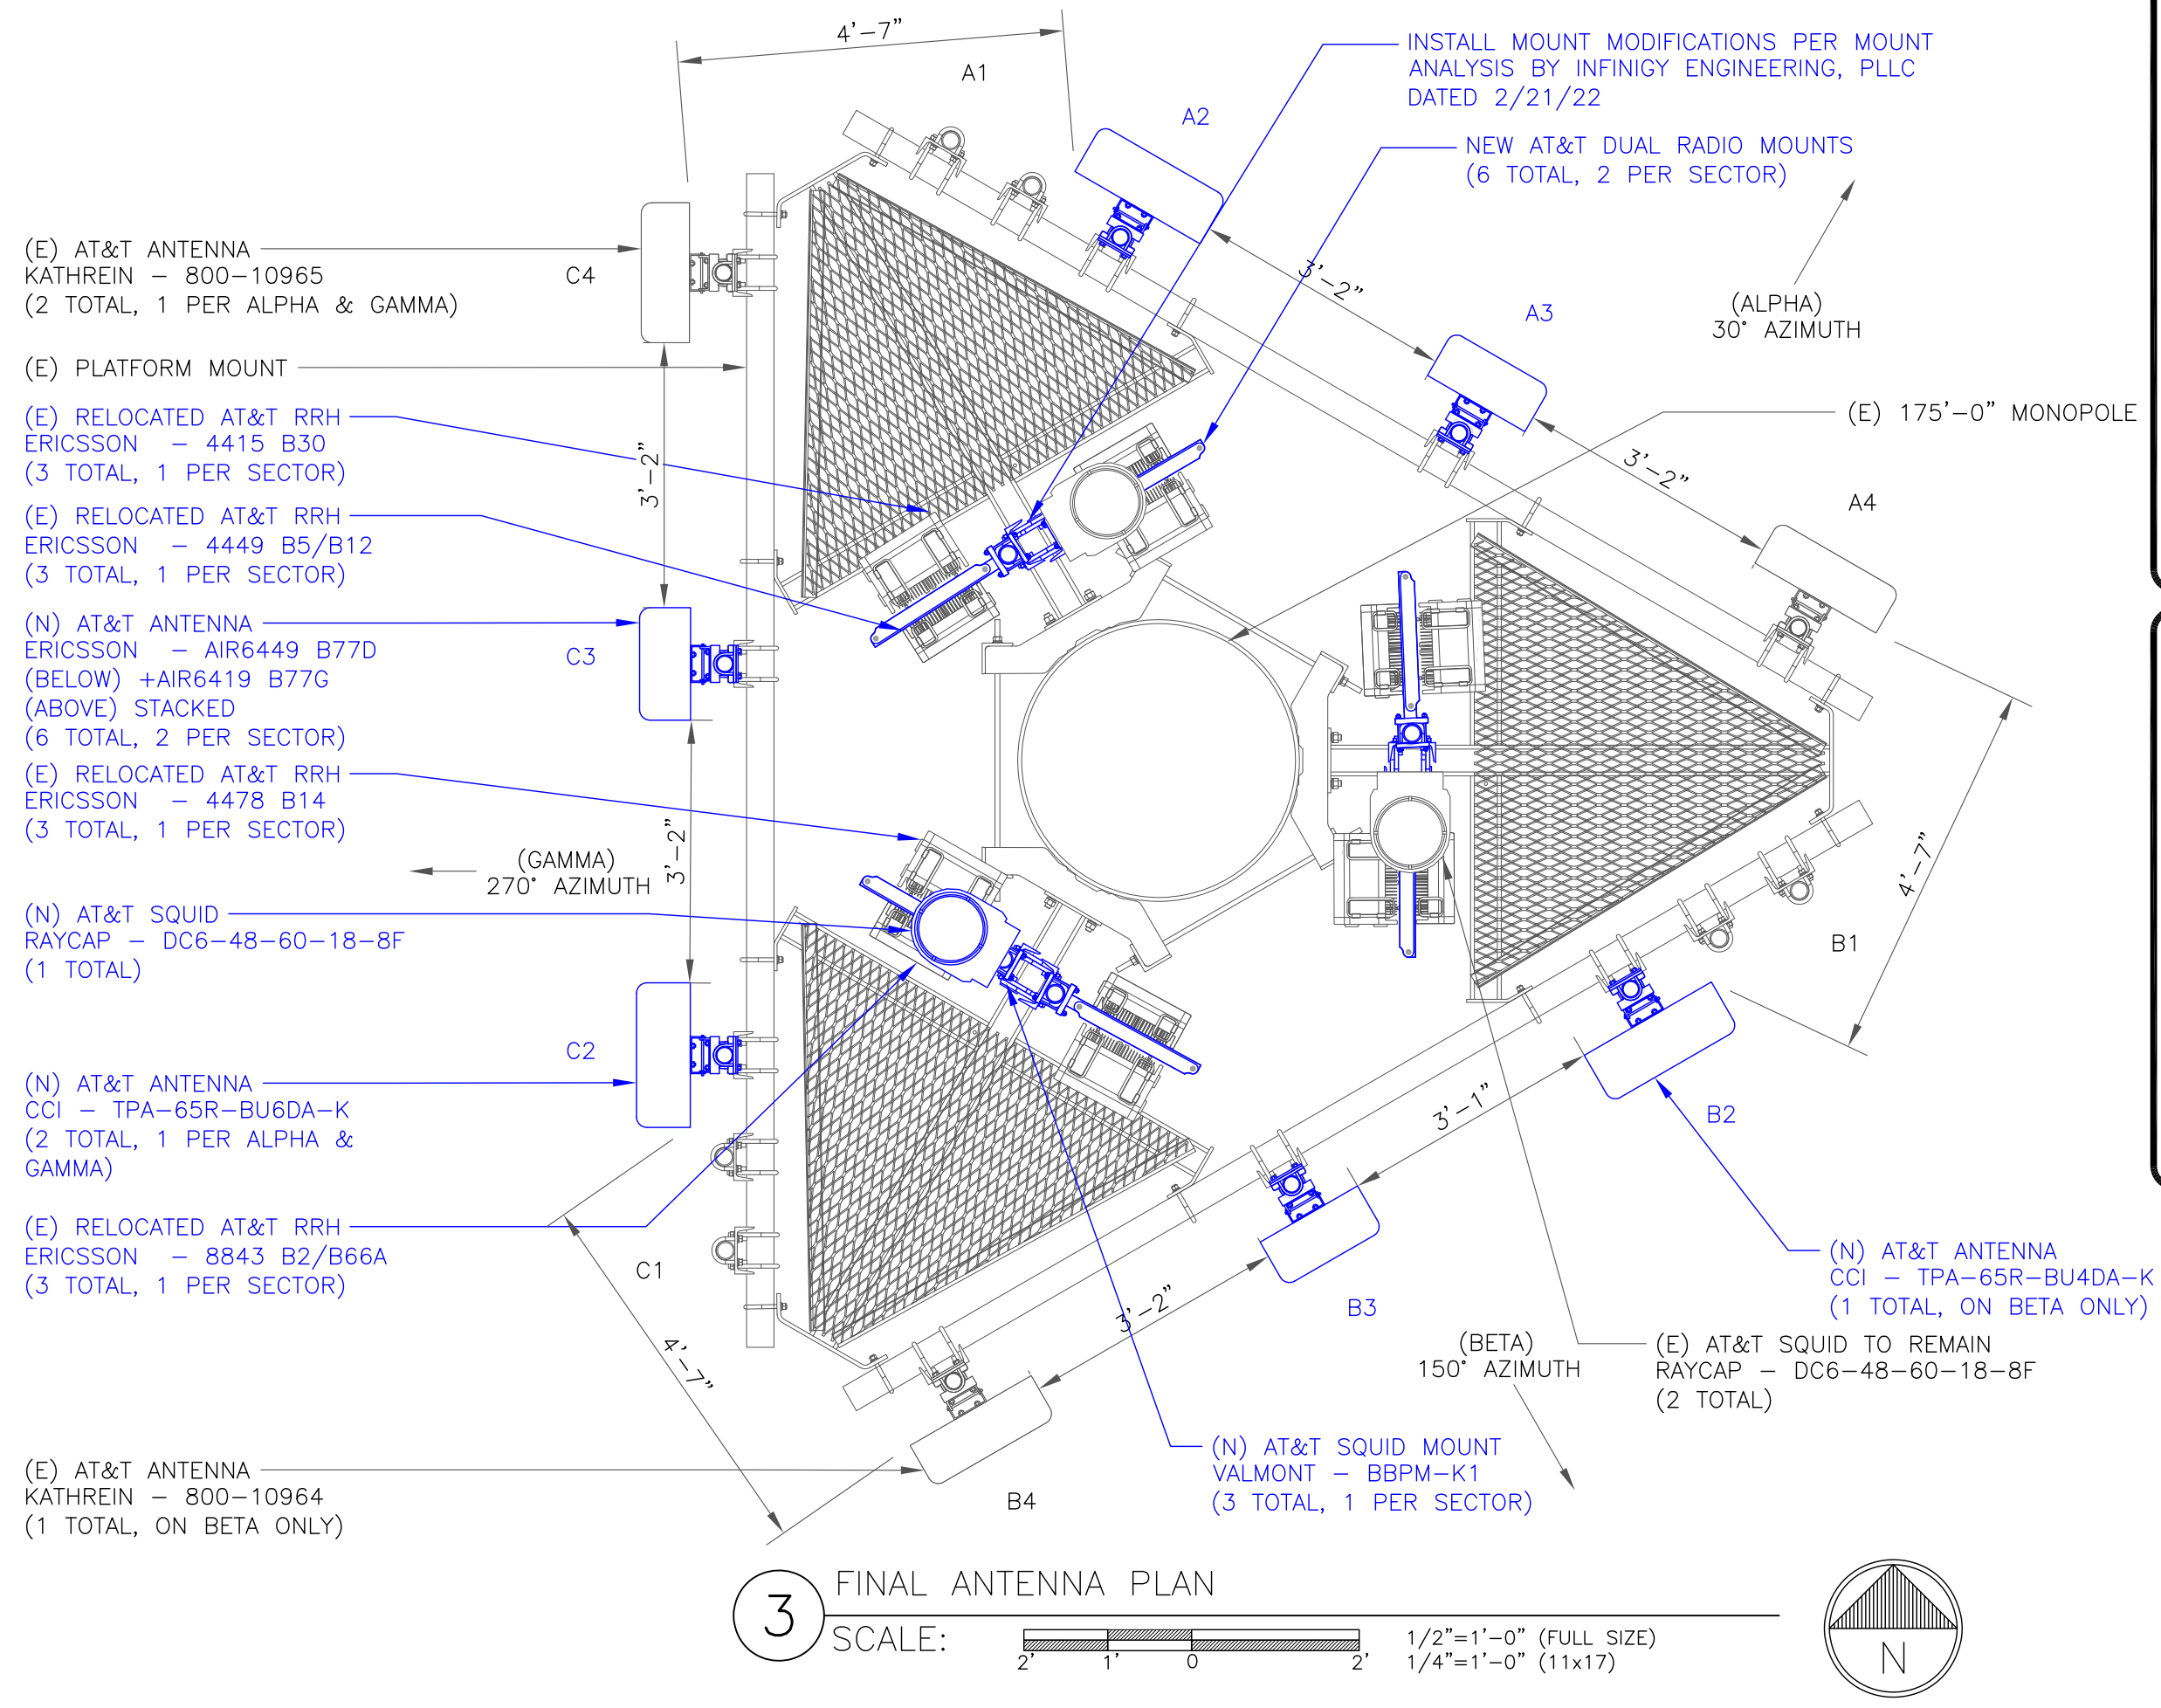 4'-7"
A1
INSTALL MOUNT MODIFICATIONS PER MOUNT
ANALYSIS BY INFINIGY ENGINEERING, PLLC
DATED 2/21/22
A2
NEW AT&T DUAL RADIO MOUNTS
(6 TOTAL, 2 PER SECTOR)
(E) AT&T ANTENNA
KATHREIN - 800-10965
(2 TOTAL, 1 PER ALPHA & GAMMA)
C4
3'-2"
A3
(ALPHA)
30° AZIMUTH
(E) PLATFORM MOUNT
(E) RELOCATED AT&T RRH
ERICSSON - 4415 B30
(3 TOTAL, 1 PER SECTOR)
3'-2"
(E) 175'-0" MONOPOLE
3'-2"
A4
(E) RELOCATED AT&T RRH
ERICSSON - 4449 B5/B12
(3 TOTAL, 1 PER SECTOR)
(N) AT&T ANTENNA
ERICSSON - AIR6449 B77D
(BELOW) +AIR6419 B77G
(ABOVE) STACKED
(6 TOTAL, 2 PER SECTOR)
C3
(E) RELOCATED AT&T RRH
ERICSSON - 4478 B14
(3 TOTAL, 1 PER SECTOR)
3'-2"
(GAMMA)
270° AZIMUTH
4'-7"
B1
(N) AT&T SQUID
RAYCAP - DC6-48-60-18-8F
(1 TOTAL)
C2
(N) AT&T ANTENNA
CCI - TPA-65R-BU6DA-K
(2 TOTAL, 1 PER ALPHA &
GAMMA)
3'-1"
B2
(E) RELOCATED AT&T RRH
ERICSSON - 8843 B2/B66A
(3 TOTAL, 1 PER SECTOR)
C1
(N) AT&T ANTENNA
CCI - TPA-65R-BU4DA-K
(1 TOTAL, ON BETA ONLY)
3'-2"
B3
4'-7"
(BETA)
150° AZIMUTH
(E) AT&T SQUID TO REMAIN
RAYCAP - DC6-48-60-18-8F
(2 TOTAL)
(N) AT&T SQUID MOUNT
VALMONT - BBPM-K1
(3 TOTAL, 1 PER SECTOR)
(E) AT&T ANTENNA
KATHREIN - 800-10964
(1 TOTAL, ON BETA ONLY)
B4
3
FINAL ANTENNA PLAN
SCALE:
2' 1' 0 2'
1/2"=1'-0" (FULL SIZE)
1/4"=1'-0" (11x17)
N